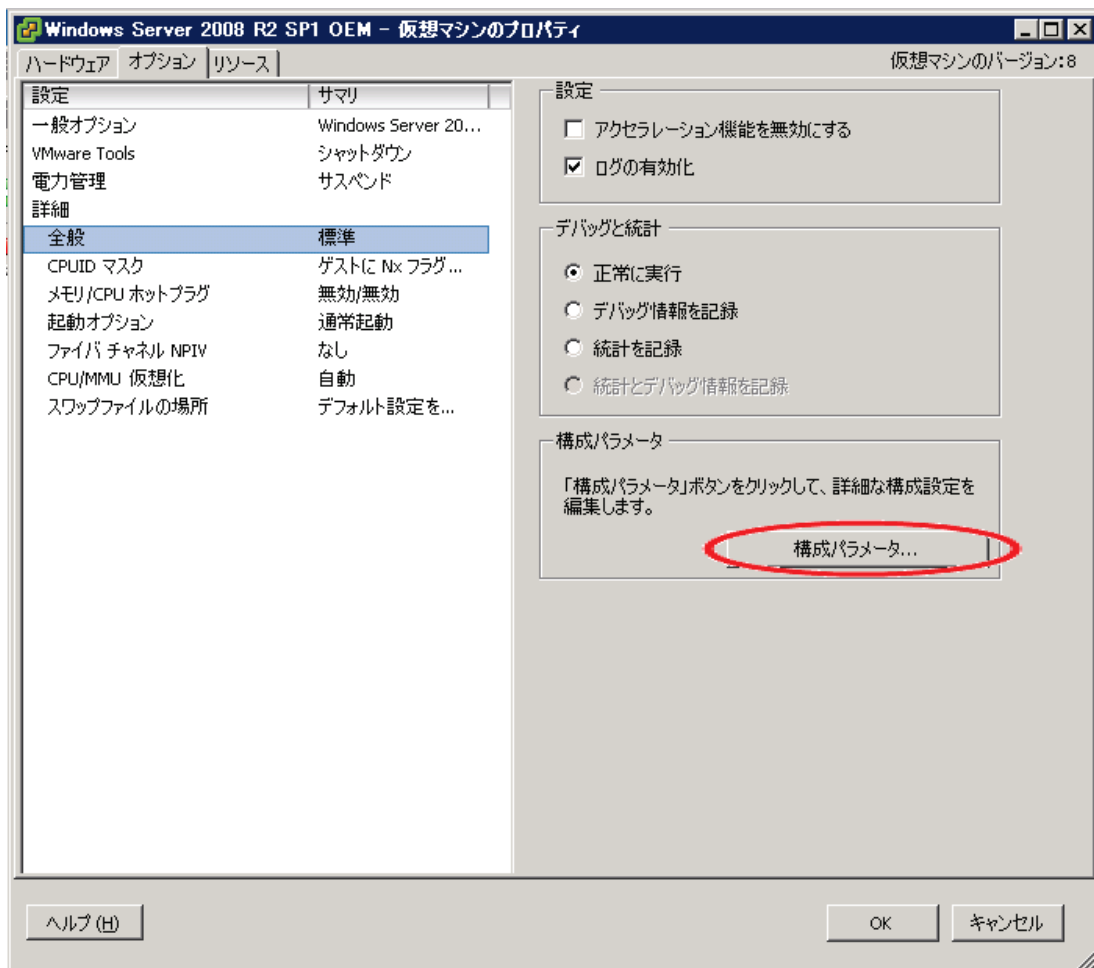 Windows Server 2008 R2 SP1 OEM - 仮想マシンのプロパティ
ハードウェア オプション リソース 仮想マシンのバージョン:8
設定 サマリ
一般オプション Windows Server 20...
VMware Tools シャットダウン
電力管理 サスペンド
詳細
全般 標準
CPUID マスク ゲストに Nx フラグ...
メモリ/CPU ホットプラグ 無効/無効
起動オプション 通常起動
ファイバ チャネル NPIV なし
CPU/MMU 仮想化 自動
スワップファイルの場所 デフォルト設定を...
設定
アクセラレーション機能を無効にする
ログの有効化
デバッグと統計
正常に実行
デバッグ情報を記録
統計を記録
統計とデバッグ情報を記録
構成パラメータ
「構成パラメータ」ボタンをクリックして、詳細な構成設定を
編集します。
構成パラメータ...
ヘルプ(H) OK キャンセル